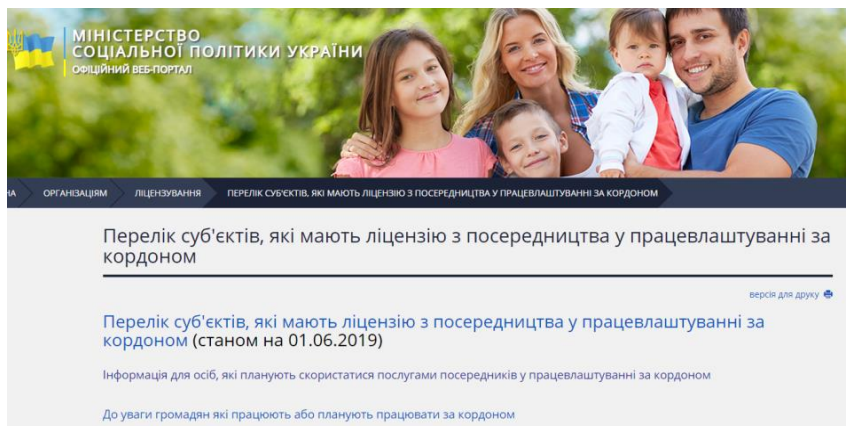 МІНІСТЕРСТВО
СОЦІАЛЬНОЇ ПОЛІТИКИ УКРАЇНИ
ОФІЦІЙНИЙ ВЕБ-ПОРТАЛ
ОРГАНІЗАЦІЯМ ЛІЦЕНЗУВАННЯ ПЕРЕЛІК СУБ'ЄКТІВ, ЯКІ МАЮТЬ ЛІЦЕНЗІЮ З ПОСЕРЕДНИЦТВА У ПРАЦЕВЛАШТУВАННІ ЗА КОРДОНОМ
Перелік суб'єктів, які мають ліцензію з посередництва у працевлаштуванні за
кордоном
версія для друку
Перелік суб'єктів, які мають ліцензію з посередництва у працевлаштуванні за
кордоном (станом на 01.06.2019)
Інформація для осіб, які планують скористатися послугами посередників у працевлаштуванні за кордоном
До уваги громадян які працюють або планують працювати за кордоном